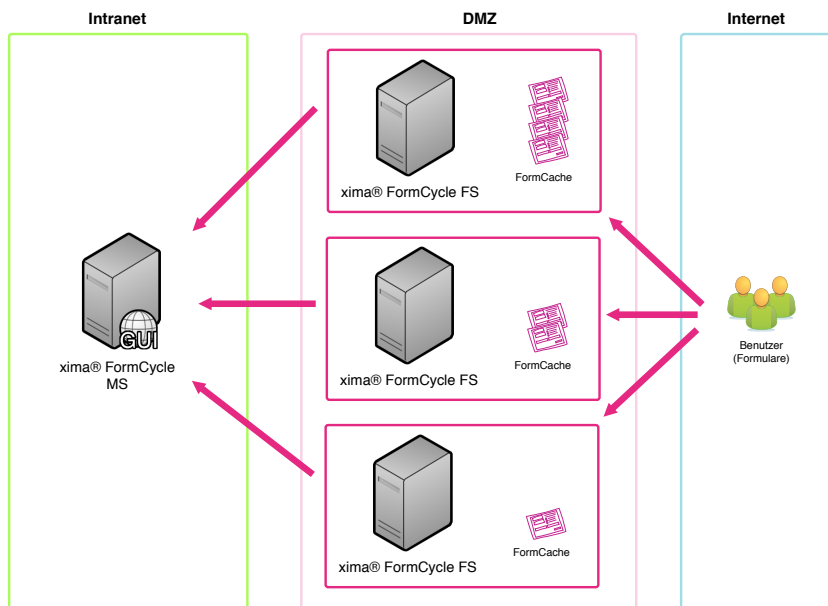 Intranet
DMZ
Internet
xima® FormCycle FS
FormCache
GUI
xima® FormCycle
MS
xima® FormCycle FS
FormCache
Benutzer
(Formulare)
xima® FormCycle FS
FormCache